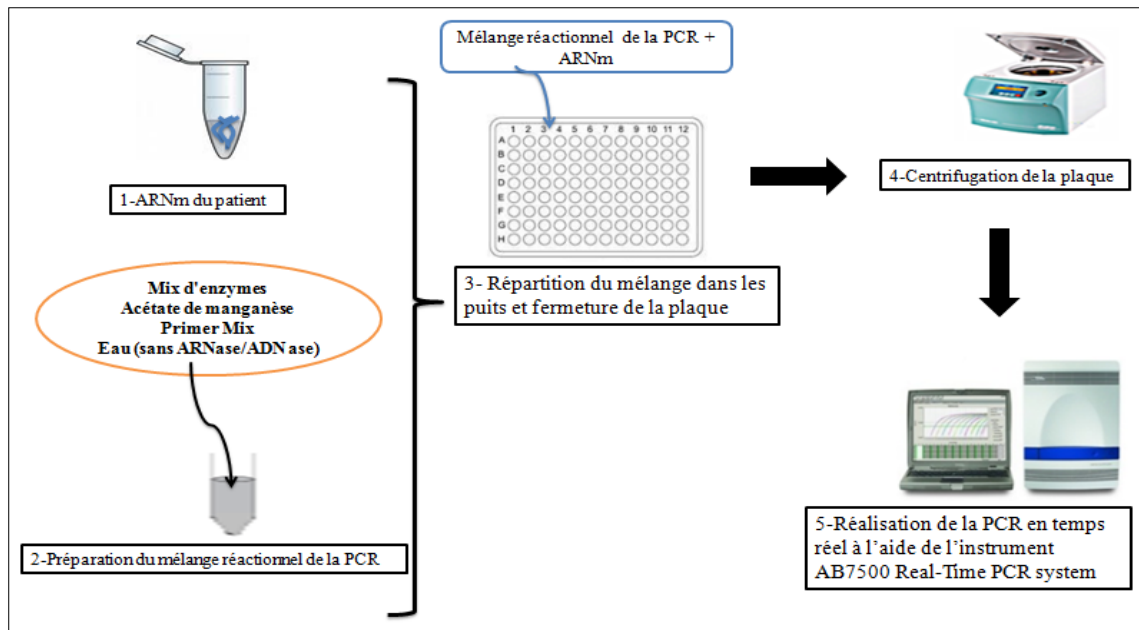 1-ARNm du patient
Mix d'enzymes
Acétate de manganèse
Primer Mix
Eau (sans ARNase/ADN ase)
2-Préparation du mélange réactionnel de la PCR
Mélange réactionnel de la PCR +
ARNm
1 2 3 4 5 6 7 8 9 10 11 12
A
B
C
D
E
F
G
H
3- Répartition du mélange dans les
puits et fermeture de la plaque
4-Centrifugation de la plaque
5-Réalisation de la PCR en temps
réel à l'aide de l'instrument
AB7500 Real-Time PCR system